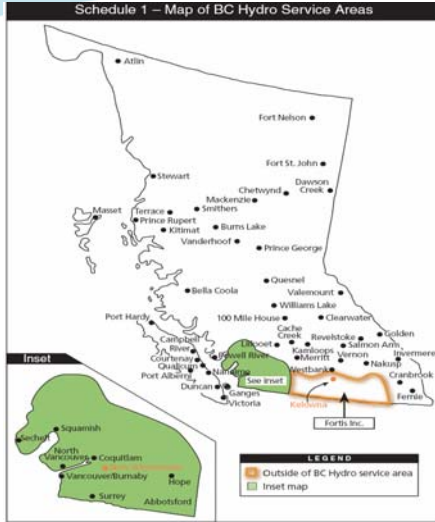 Schedule 1 – Map of BC Hydro Service Areas
Atlin
Fort Nelson
Fort St. John
Stewart
Dawson
Creek
Chetwynd
Mackenzie
Masset
Terrace
Smithers
Prince Rupert
Kitimat
Burns Lake
Vanderhoof
Prince George
Quesnel
Bella Coola
Valemount
Williams Lake
Port Hardy
100 Mile House
Clearwater
Cache
Creek
Campbell
River
Lillooet
Revelstoke
Golden
Kamloops
Salmon Arm
Invermere
Powell River
Courtenay
Merritt
Vernon
Nakusp
Qualicum
Nanaimo
Westbank
Cranbrook
Port Alberni
See inset
Duncan
Ganges
Kelowna
Fernie
Victoria
Fortis Inc.
Inset
Squamish
Sechelt
North
Vancouver
Coquitlam
Vancouver/Burnaby
Hope
Surrey
Abbotsford
LEGEND
Outside of BC Hydro service area
Inset map